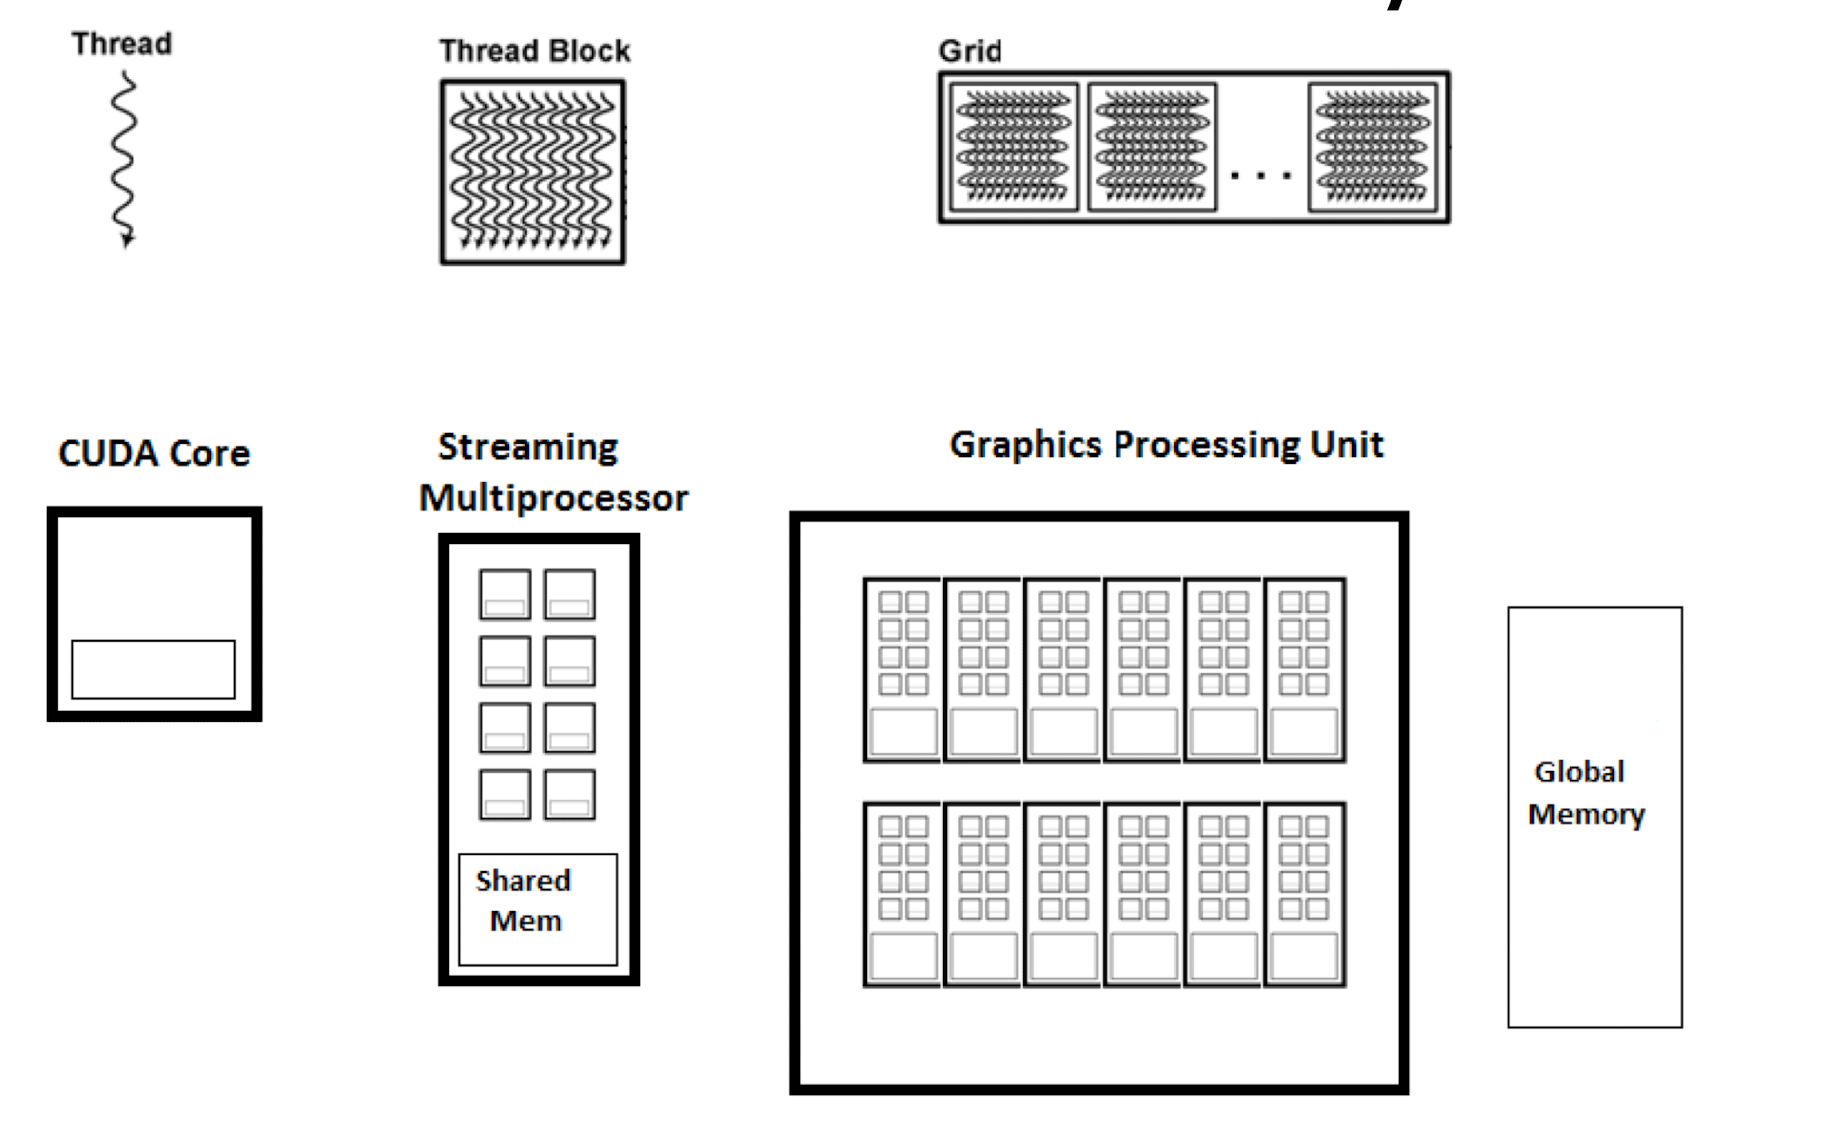 Thread
Thread Block
Grid
. . .
CUDA Core
Streaming
Multiprocessor
Graphics Processing Unit
Shared
Mem
Global
Memory